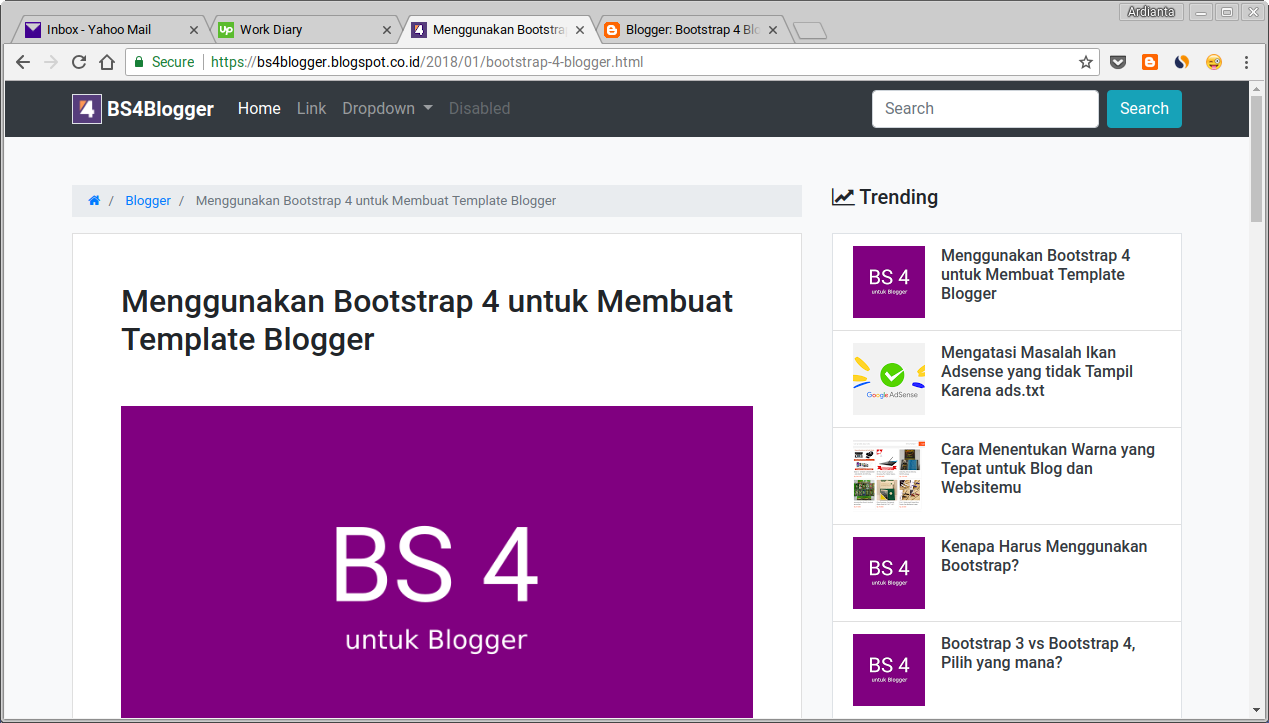 Ardianta
Inbox - Yahoo Mail
Work Diary
Menggunakan Bootstra
Blogger: Bootstrap 4 Blo
Secure
https://bs4blogger.blogspot.co.id/2018/01/bootstrap-4-blogger.html
4 BS4Blogger
Home Link Dropdown Disabled
Search
Search
/ Blogger / Menggunakan Bootstrap 4 untuk Membuat Template Blogger
Menggunakan Bootstrap 4 untuk Membuat
Template Blogger
BS 4
untuk Blogger
Trending
BS 4
untuk Blogger
Menggunakan Bootstrap 4
untuk Membuat Template
Blogger
Google AdSense
Mengatasi Masalah Ikan
Adsense yang tidak Tampil
Karena ads.txt
Cara Menentukan Warna yang
Tepat untuk Blog dan
Websitemu
BS 4
untuk Blogger
Kenapa Harus Menggunakan
Bootstrap?
BS 4
untuk Blogger
Bootstrap 3 vs Bootstrap 4,
Pilih yang mana?